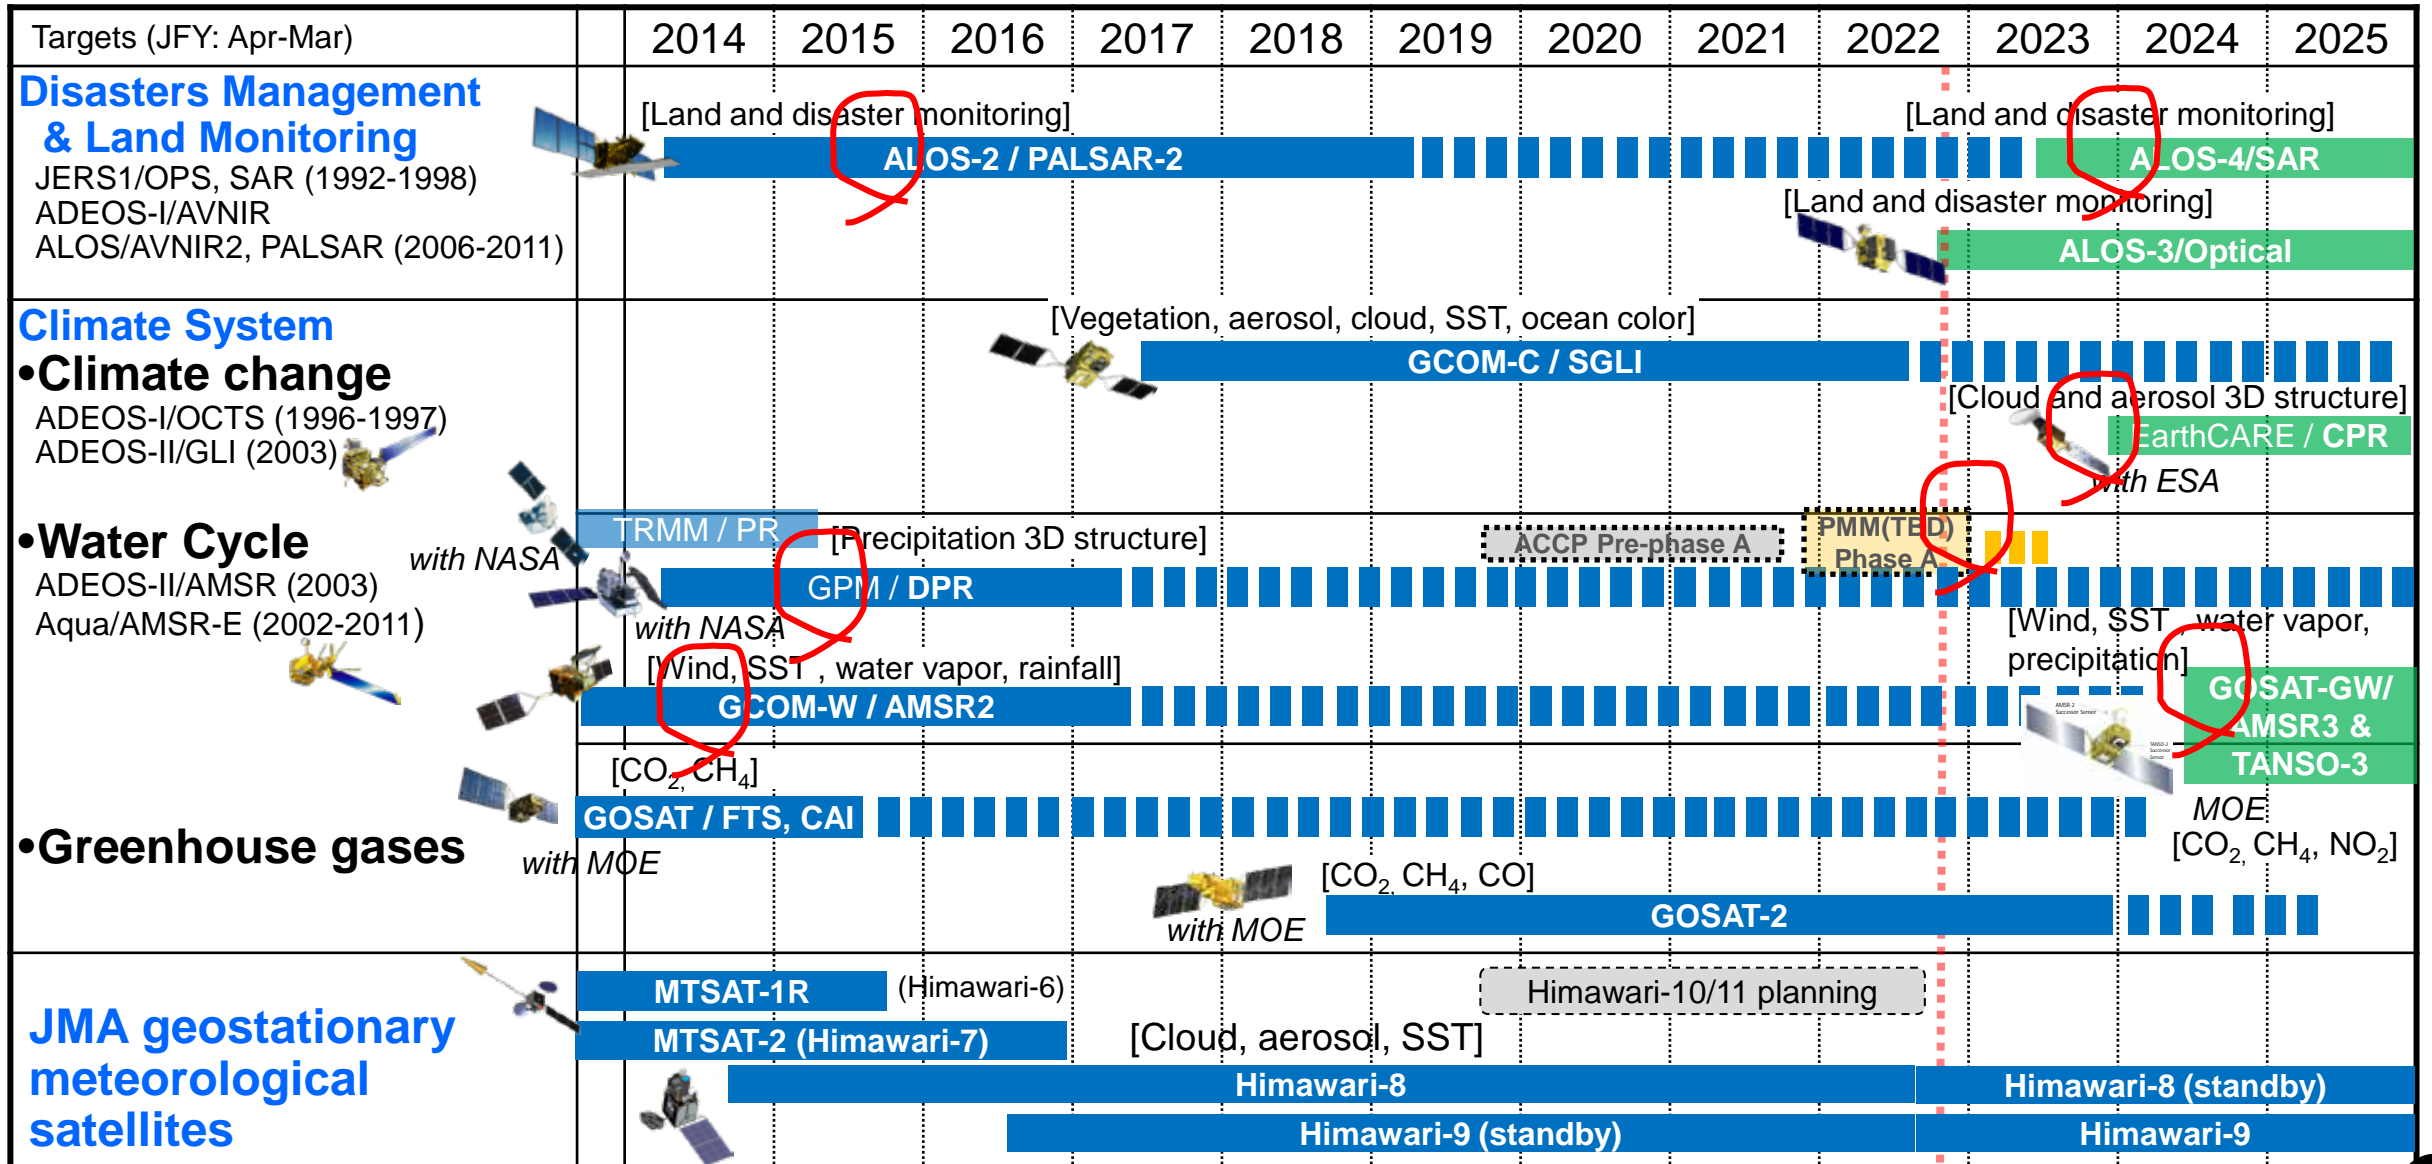 Targets (JFY: Apr-Mar)
2014 2015 2016 2017 2018 2019 2020 2021 2022 2023 2024 2025
Disasters Management
& Land Monitoring
JERS1/OPS, SAR (1992-1998)
ADEOS-I/AVNIR
ALOS/AVNIR2, PALSAR (2006-2011)
[Land and disaster monitoring]
ALOS-2 / PALSAR-2
[Land and disaster monitoring]
ALOS-4/SAR
[Land and disaster monitoring]
ALOS-3/Optical
Climate System
•Climate change
ADEOS-I/OCTS (1996-1997)
ADEOS-II/GLI (2003)
[Vegetation, aerosol, cloud, SST, ocean color]
GCOM-C / SGLI
[Cloud and aerosol 3D structure]
EarthCARE / CPR
with ESA
•Water Cycle
ADEOS-II/AMSR (2003)
Aqua/AMSR-E (2002-2011)
with NASA
TRMM / PR
[Precipitation 3D structure]
ACCP Pre-phase A
PMM(TBD)
Phase A
GPM / DPR
with NASA
[Wind, SST , water vapor,
precipitation]
[Wind, SST , water vapor, rainfall]
GCOM-W / AMSR2
AMSR-2
Successor Sensor
TANSO-2
Successor
Sensor
GOSAT-GW/
AMSR3 &
TANSO-3
•Greenhouse gases
[CO2, CH4]
GOSAT / FTS, CAI
with MOE
MOE
[CO2, CH4, NO2]
[CO2, CH4, CO]
GOSAT-2
with MOE
JMA geostationary
meteorological
satellites
MTSAT-1R
(Himawari-6)
Himawari-10/11 planning
MTSAT-2 (Himawari-7)
[Cloud, aerosol, SST]
Himawari-8
Himawari-8 (standby)
Himawari-9 (standby)
Himawari-9